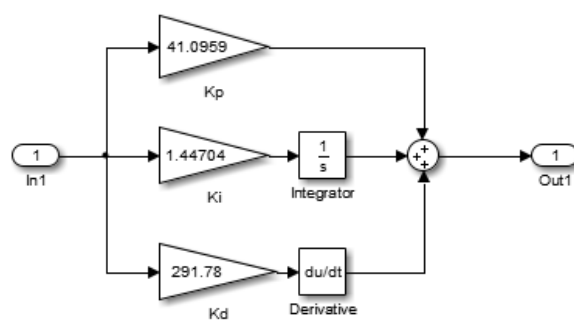 41.0959
Kp
1
In1
1.44704
Ki
1
s
Integrator
+
+
+
1
Out1
291.78
Kd
du/dt
Derivative